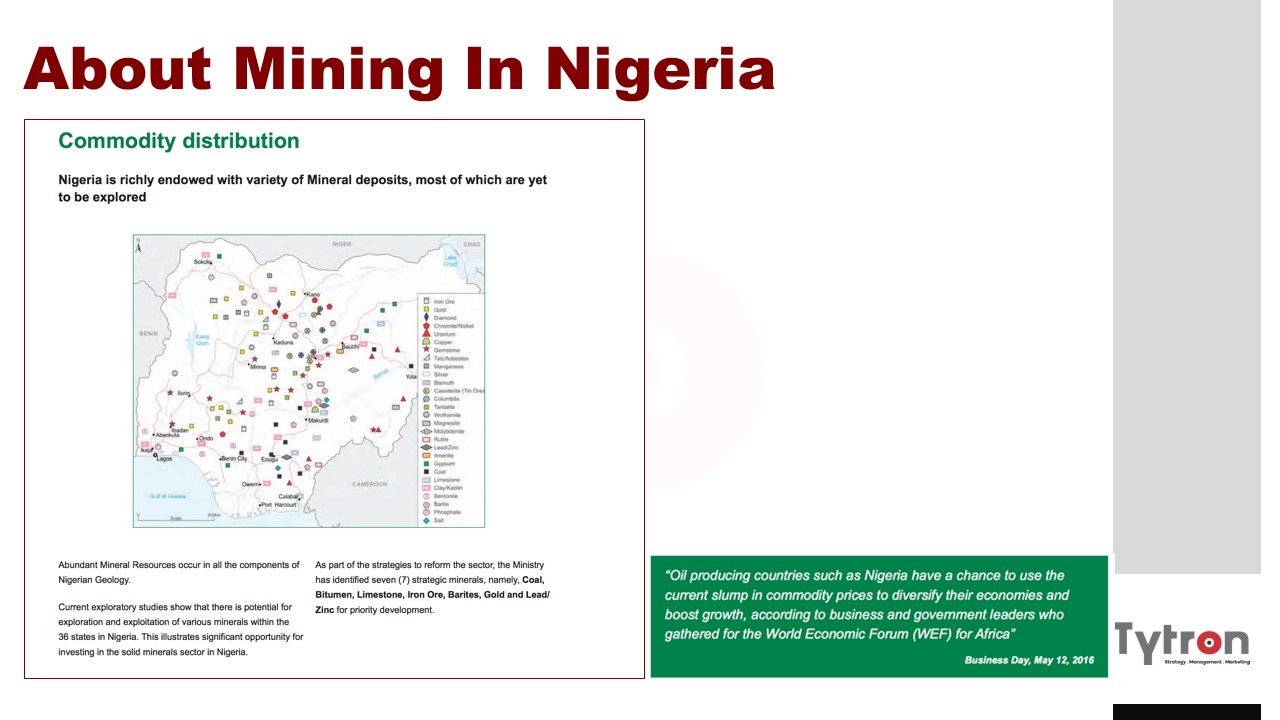 About Mining In Nigeria
Commodity distribution
Nigeria is richly endowed with variety of Mineral deposits, most of which are yet
to be explored
N
NIGER
CHAD
Lake
Chad
Sokoto
Kano
BENIN
Kainji
Dam
Kaduna
Bauchi
Minna
Jos
Benue
Yola
Ilorin
Makurdi
Ibadan
Abeokuta
Ondo
Ikeja
Lagos
Benin City
Enugu
Owerri
CAMEROON
Gulf of Guinea
Calabar
Port Harcourt
Scale
Iron Ore
Gold
Diamond
Chromite/Nickel
Uranium
Copper
Gemstone
Talc/Asbestos
Manganese
Silver
Bismuth
Cassiterite (Tin Ore)
Columbite
Tantalite
Wolframite
Magnesite
Molybdenite
Rutile
Lead/Zinc
Ilmenite
Gypsum
Coal
Limestone
Clay/Kaolin
Bentonite
Barite
Phosphate
Salt
Abundant Mineral Resources occur in all the components of
Nigerian Geology.
Current exploratory studies show that there is potential for
exploration and exploitation of various minerals within the
36 states in Nigeria. This illustrates significant opportunity for
investing in the solid minerals sector in Nigeria.
As part of the strategies to reform the sector, the Ministry
has identified seven (7) strategic minerals, namely, Coal,
Bitumen, Limestone, Iron Ore, Barites, Gold and Lead/
Zinc for priority development.
“Oil producing countries such as Nigeria have a chance to use the
current slump in commodity prices to diversify their economies and
boost growth, according to business and government leaders who
gathered for the World Economic Forum (WEF) for Africa”
Business Day, May 12, 2016
Tytron
Strategy . Management . Marketing